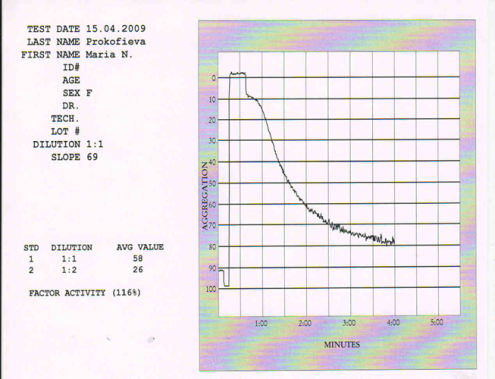 TEST DATE 15.04.2009
LAST NAME Prokofieva
FIRST NAME Maria N.
ID#
AGE
SEX F
DR.
TECH.
LOT #
DILUTION 1:1
SLOPE 69
STD DILUTION AVG VALUE
1 1:1 58
2 1:2 26
FACTOR ACTIVITY (116%)
AGGREGATION
0
10
20
30
40
50
60
70
80
90
100
1:00 2:00 3:00 4:00 5:00
MINUTES